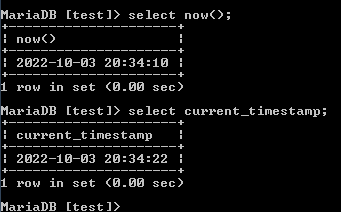 MariaDB [test]> select now();
+---------------------+
| now()               |
+---------------------+
| 2022-10-03 20:34:10 |
+---------------------+
1 row in set (0.00 sec)

MariaDB [test]> select current_timestamp;
+---------------------+
| current_timestamp   |
+---------------------+
| 2022-10-03 20:34:22 |
+---------------------+
1 row in set (0.00 sec)

MariaDB [test]>